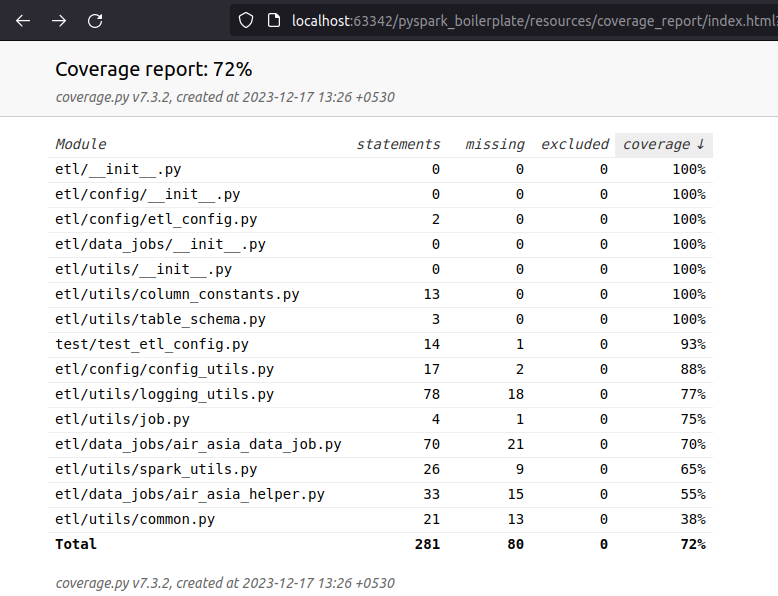 localhost:63342/pyspark_boilerplate/resources/coverage_report/index.html?
Coverage report: 72%
coverage.py v7.3.2, created at 2023-12-17 13:26 +0530
Module statements missing excluded coverage ↓
etl/__init__.py 0 0 0 100%
etl/config/__init__.py 0 0 0 100%
etl/config/etl_config.py 2 0 0 100%
etl/data_jobs/__init__.py 0 0 0 100%
etl/utils/__init__.py 0 0 0 100%
etl/utils/column_constants.py 13 0 0 100%
etl/utils/table_schema.py 3 0 0 100%
test/test_etl_config.py 14 1 0 93%
etl/config/config_utils.py 17 2 0 88%
etl/utils/logging_utils.py 78 18 0 77%
etl/utils/job.py 4 1 0 75%
etl/data_jobs/air_asia_data_job.py 70 21 0 70%
etl/utils/spark_utils.py 26 9 0 65%
etl/data_jobs/air_asia_helper.py 33 15 0 55%
etl/utils/common.py 21 13 0 38%
Total 281 80 0 72%
coverage.py v7.3.2, created at 2023-12-17 13:26 +0530